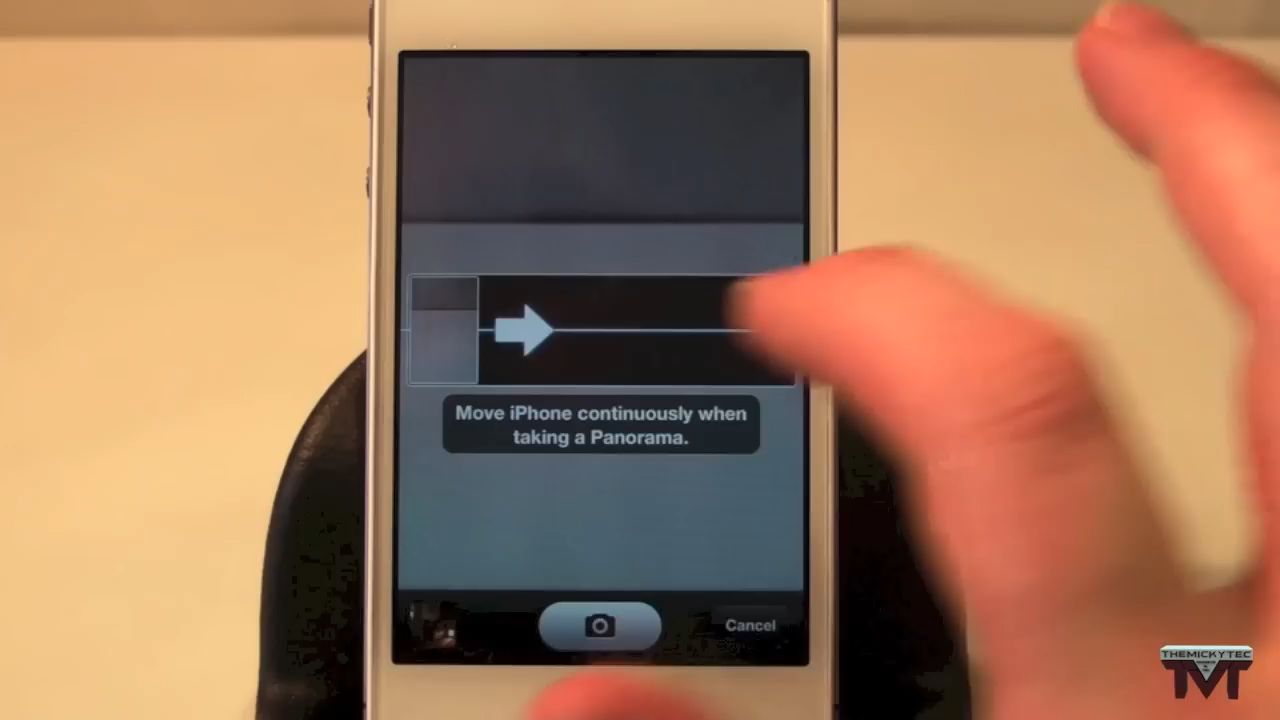 Move iPhone continuously when
taking a Panorama.
Cancel
THEMICKYTEC
TMT